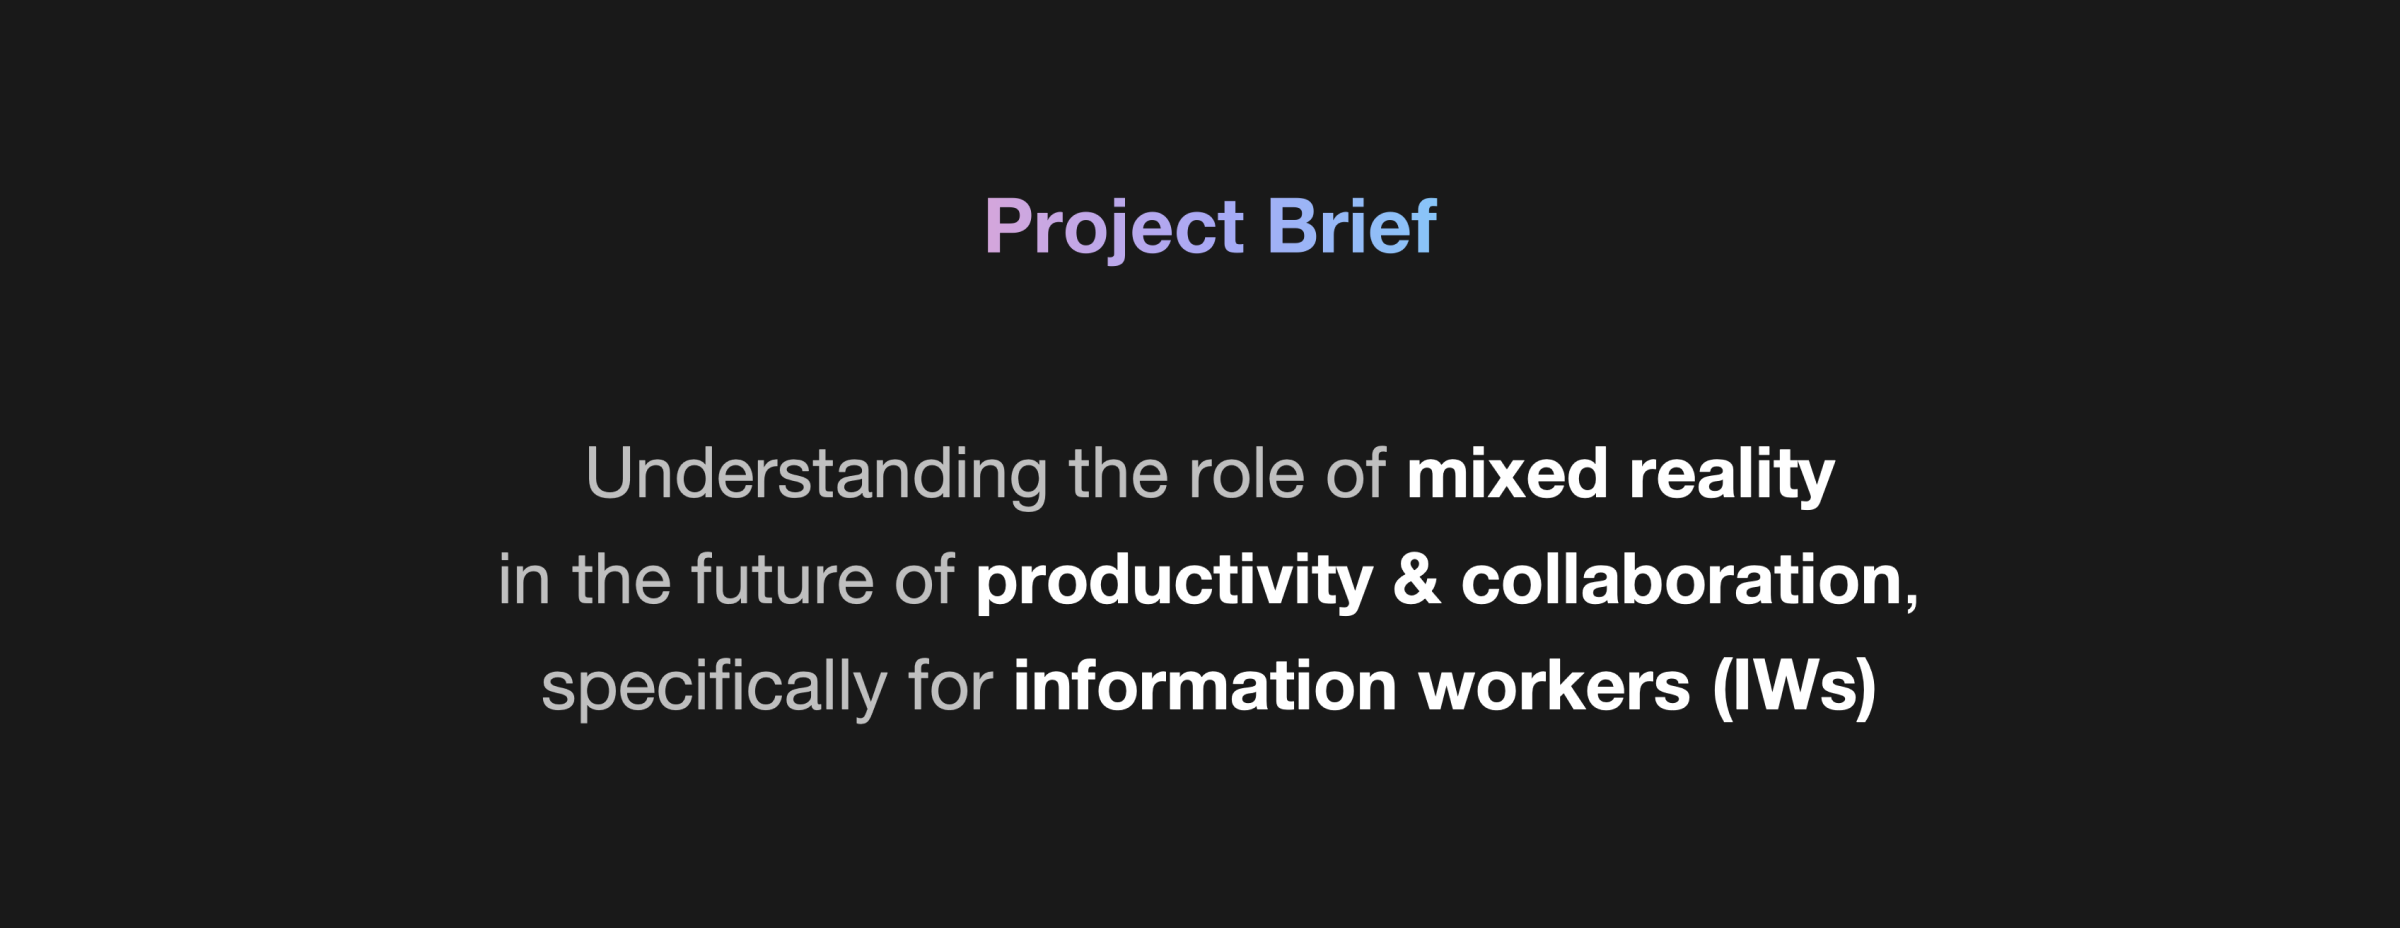 Project Brief
Understanding the role of mixed reality
in the future of productivity & collaboration,
specifically for information workers (IWs)